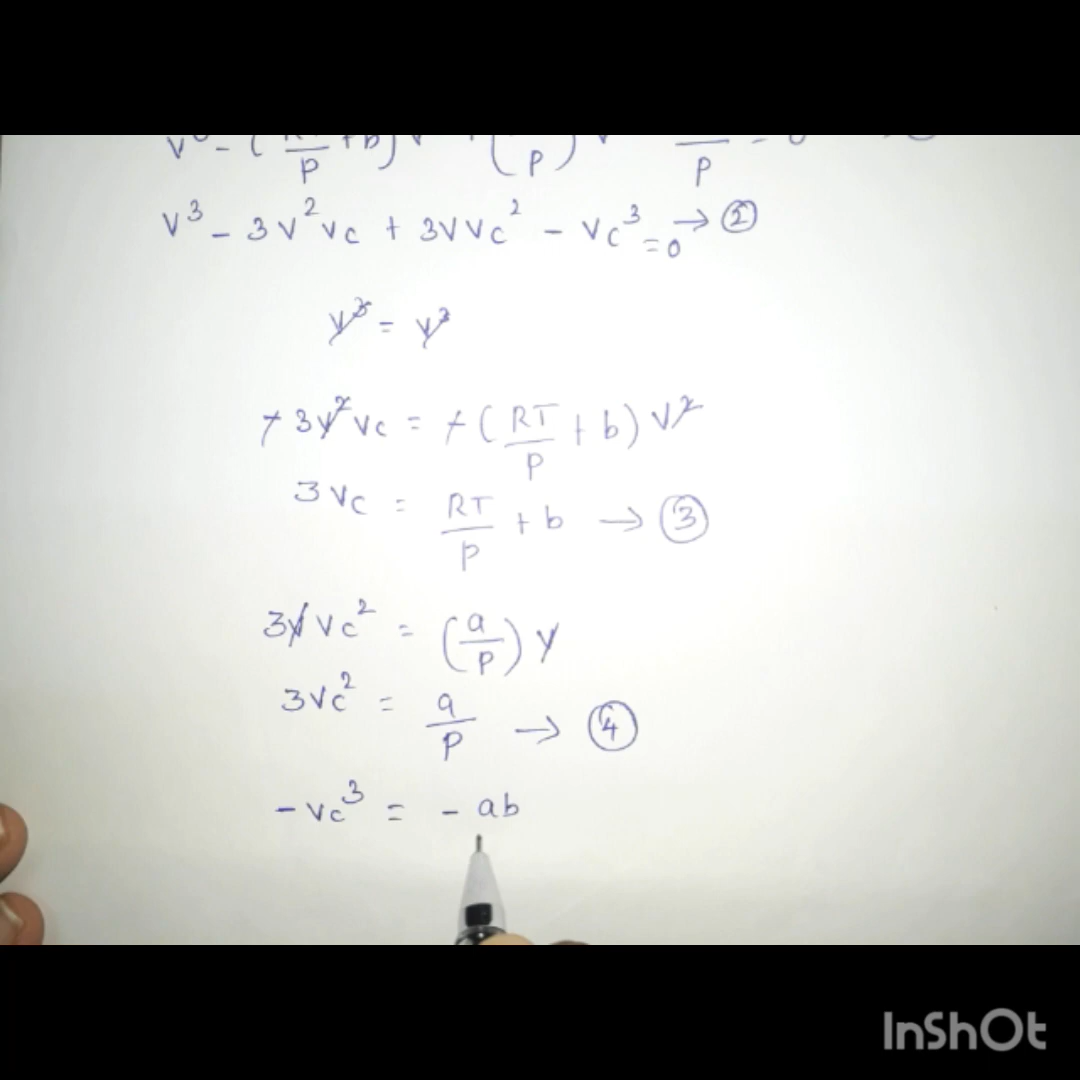 V³ - 3V²Vc + 3VVc² - Vc³ = 0 → ②
V³ = V³
- 3V²Vc = - (RT/P + b) V²
3Vc = RT/P + b → ③
3VVc² = (a/P) V
3Vc² = a/P → ④
- Vc³ = - ab
InShOt